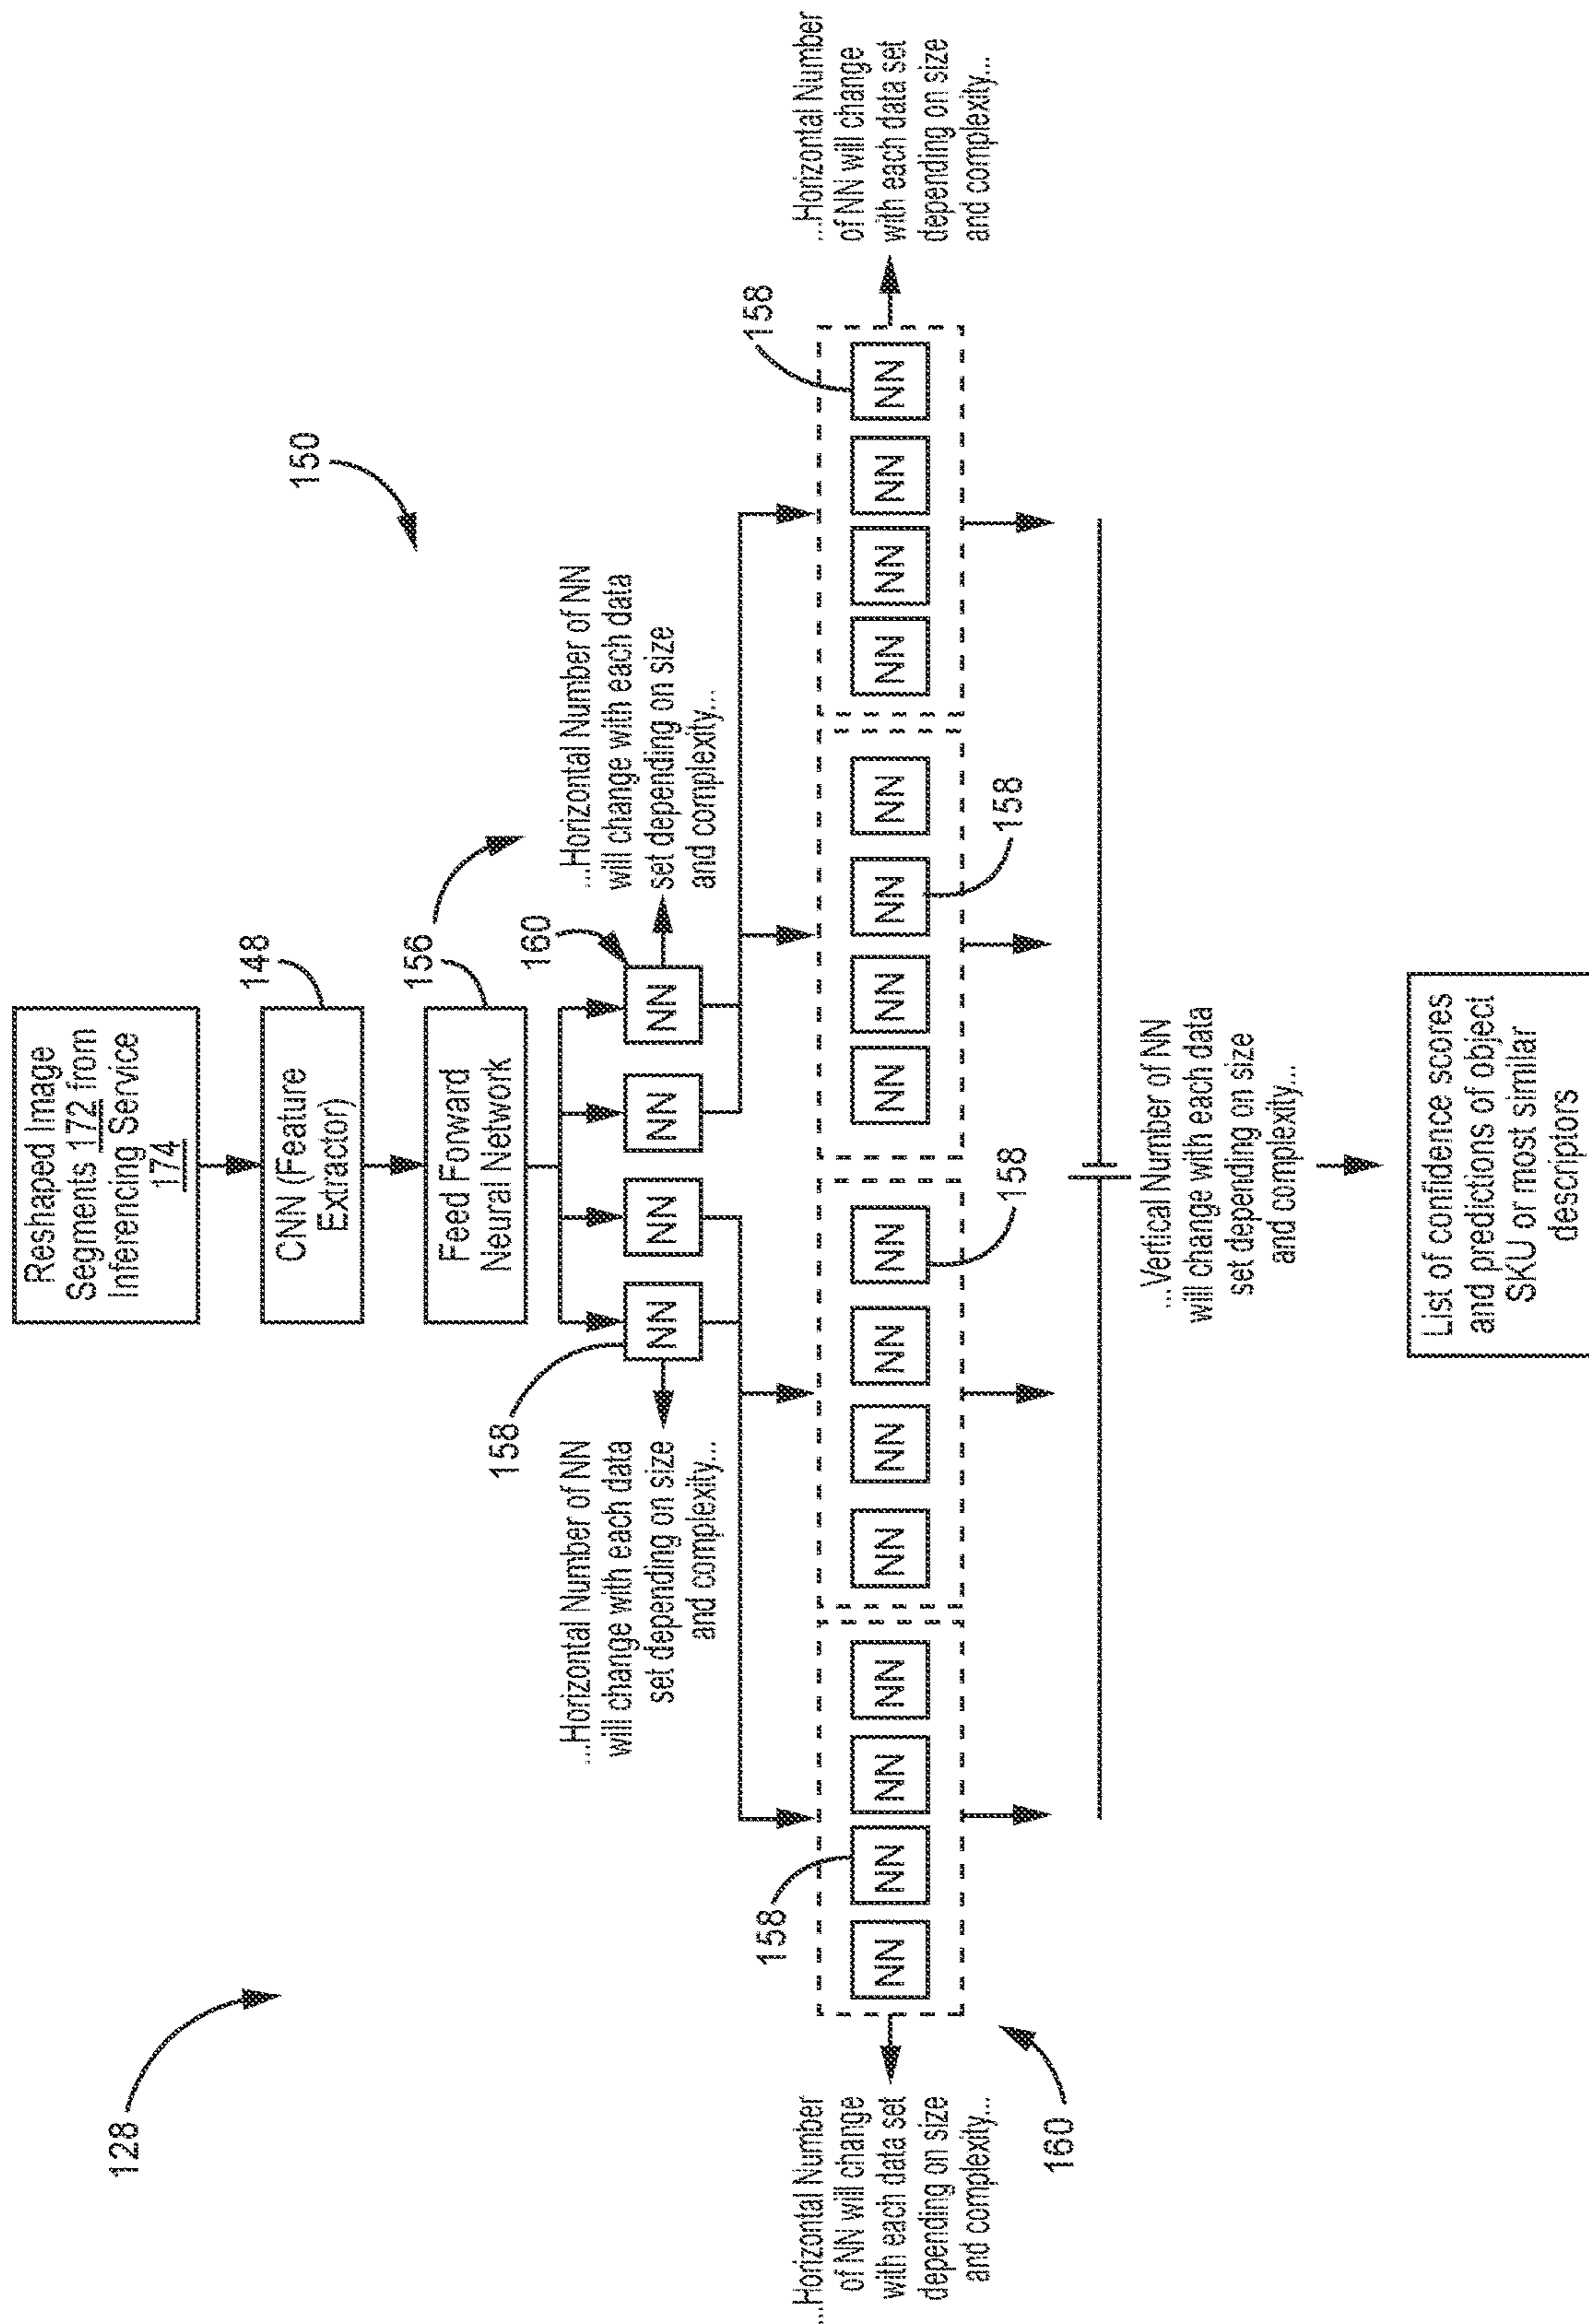 Reshaped Image
Segments 172 from
Inferencing Service
174
128
148
CNN (Feature
Extractor)
150
156
Feed Forward
Neural Network
158
160
...Horizontal Number of NN
will change with each data
set depending on size
and complexity...
NN NN NN NN
...Horizontal Number of NN
will change with each data
set depending on size
and complexity...
158
158
...Horizontal Number
of NN will change
with each data set
depending on size
and complexity...
NN NN NN NN NN NN NN NN NN NN NN NN NN NN NN NN
...Horizontal Number
of NN will change
with each data set
depending on size
and complexity...
158
158
160
...Vertical Number of NN
will change with each data
set depending on size
and complexity...
List of confidence scores
and predictions of object
SKU or most similar
descriptors